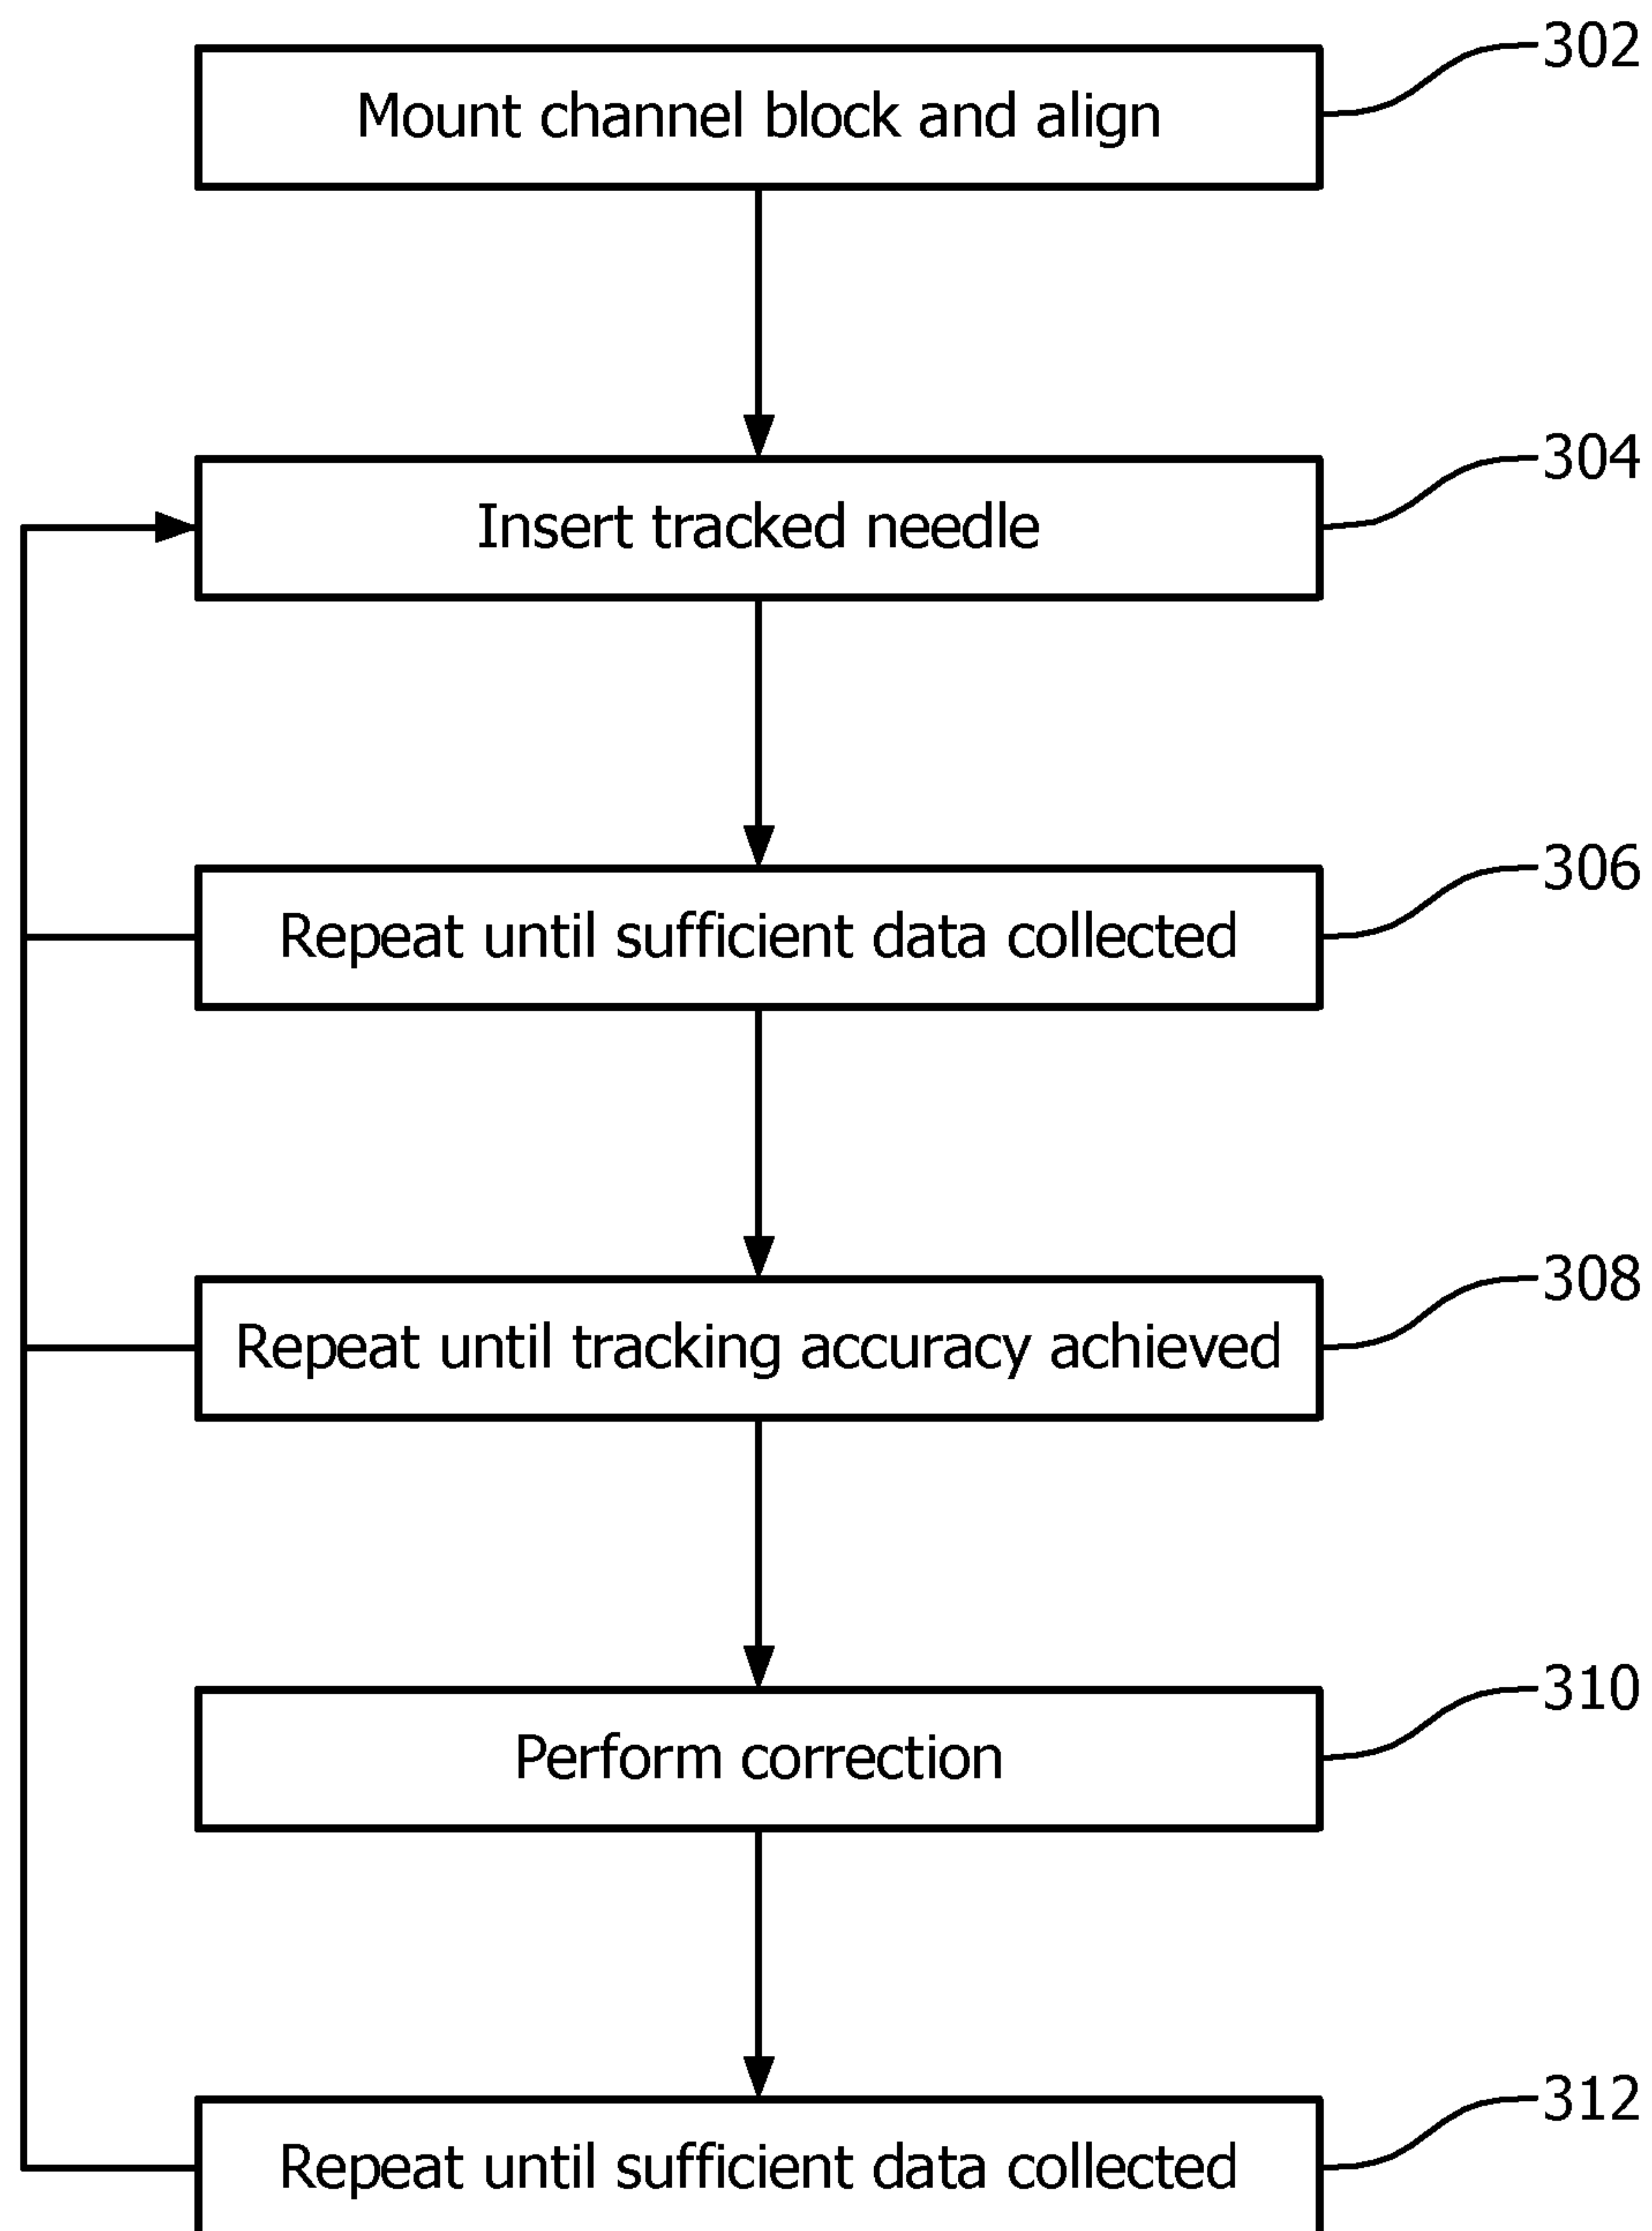 302
Mount channel block and align
304
Insert tracked needle
306
Repeat until sufficient data collected
308
Repeat until tracking accuracy achieved
310
Perform correction
312
Repeat until sufficient data collected